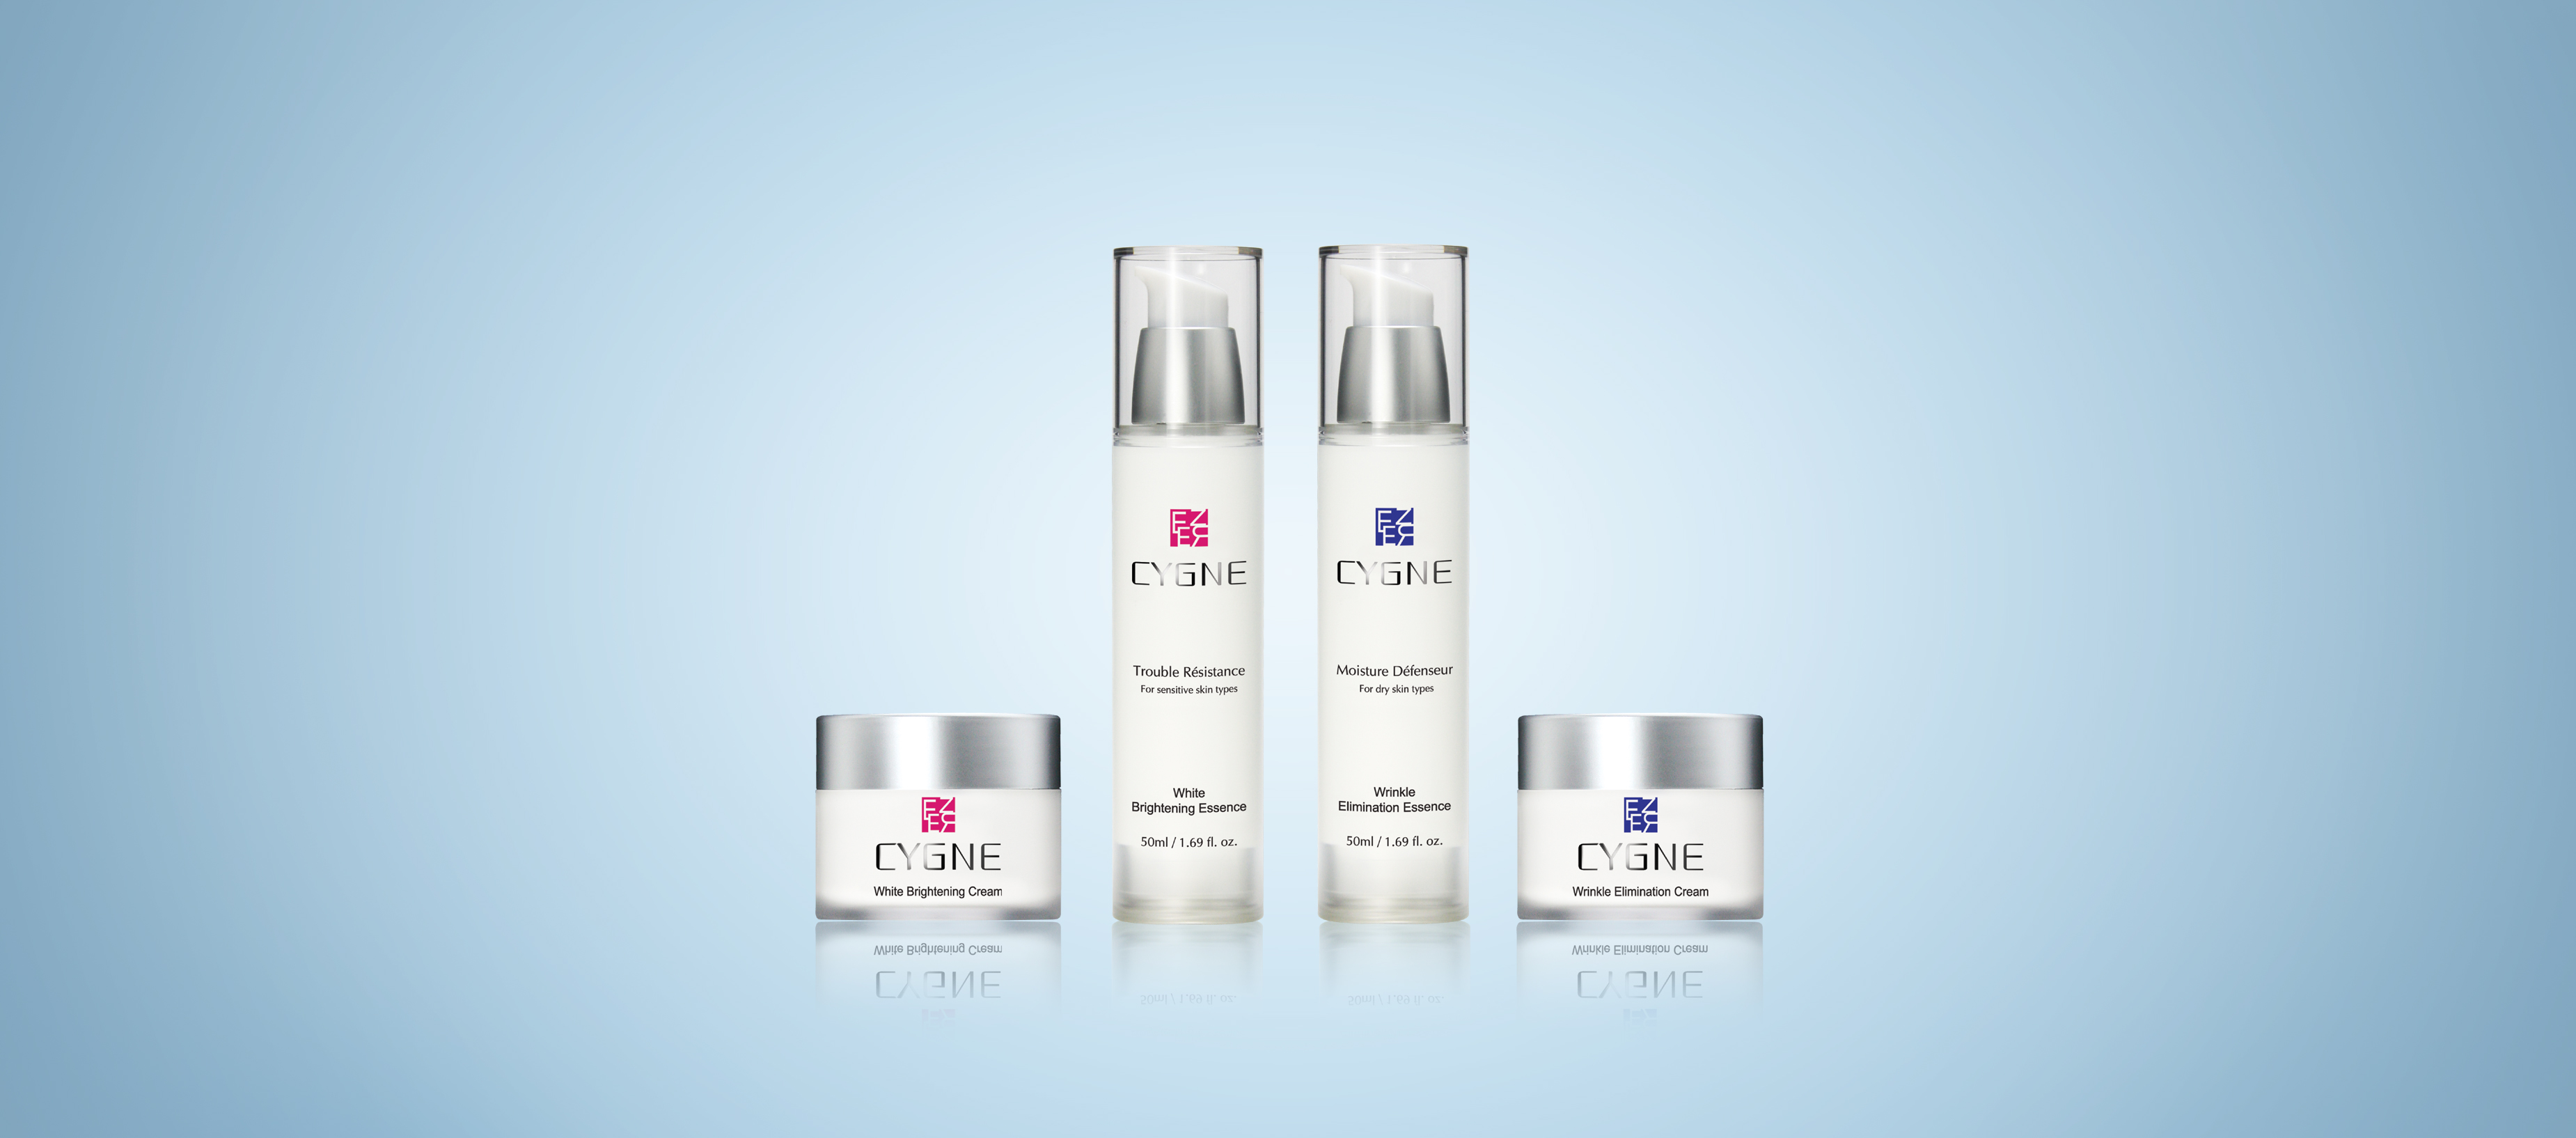 CYGNE
White Brightening Cream
CYGNE
Trouble Résistance
For sensitive skin types
White
Brightening Essence
50ml / 1.69 fl. oz.
CYGNE
Moisture Défenseur
For dry skin types
Wrinkle
Elimination Essence
50ml / 1.69 fl. oz.
CYGNE
Wrinkle Elimination Cream